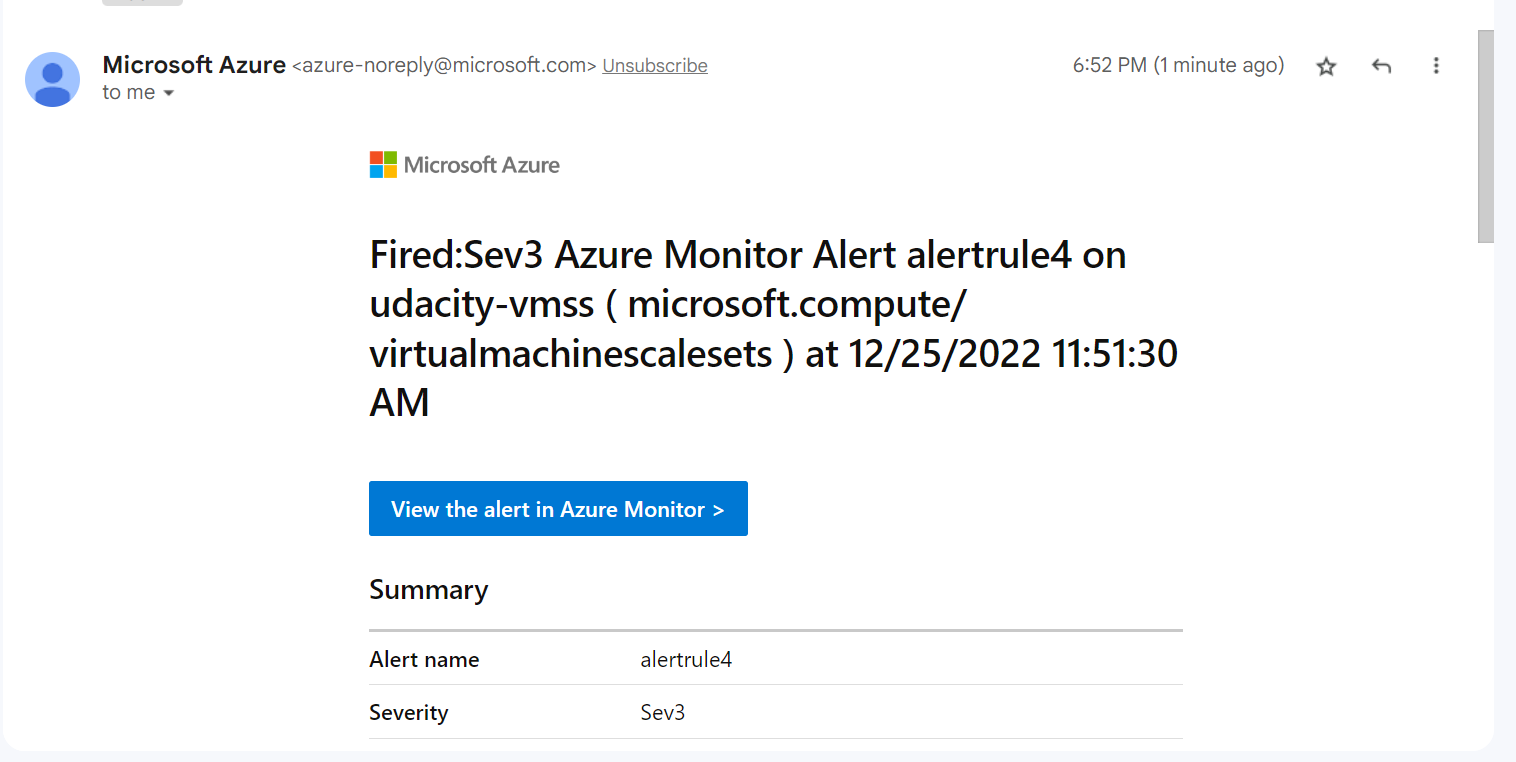 Microsoft Azure <azure-noreply@microsoft.com> Unsubscribe
6:52 PM (1 minute ago)
to me
Microsoft Azure
Fired:Sev3 Azure Monitor Alert alertrule4 on
udacity-vmss ( microsoft.compute/
virtualmachinescalesets ) at 12/25/2022 11:51:30
AM
View the alert in Azure Monitor >
Summary
Alert name alertrule4
Severity Sev3